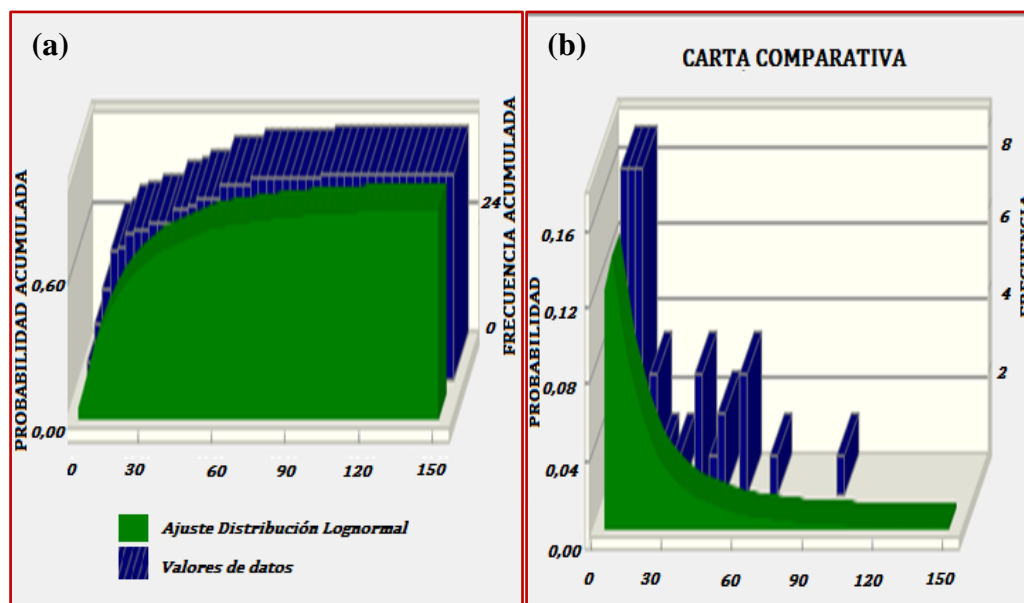 (a)
PROBABILIDAD ACUMULADA
0,60
0,00
24
0
FRECUENCIA ACUMULADA
0 30 60 90 120 150
Ajuste Distribución Lognormal
Valores de datos
(b)
CARTA COMPARATIVA
PROBABILIDAD
0,16
0,12
0,08
0,04
0,00
8
6
4
2
FRECUENCIA
0 30 60 90 120 150